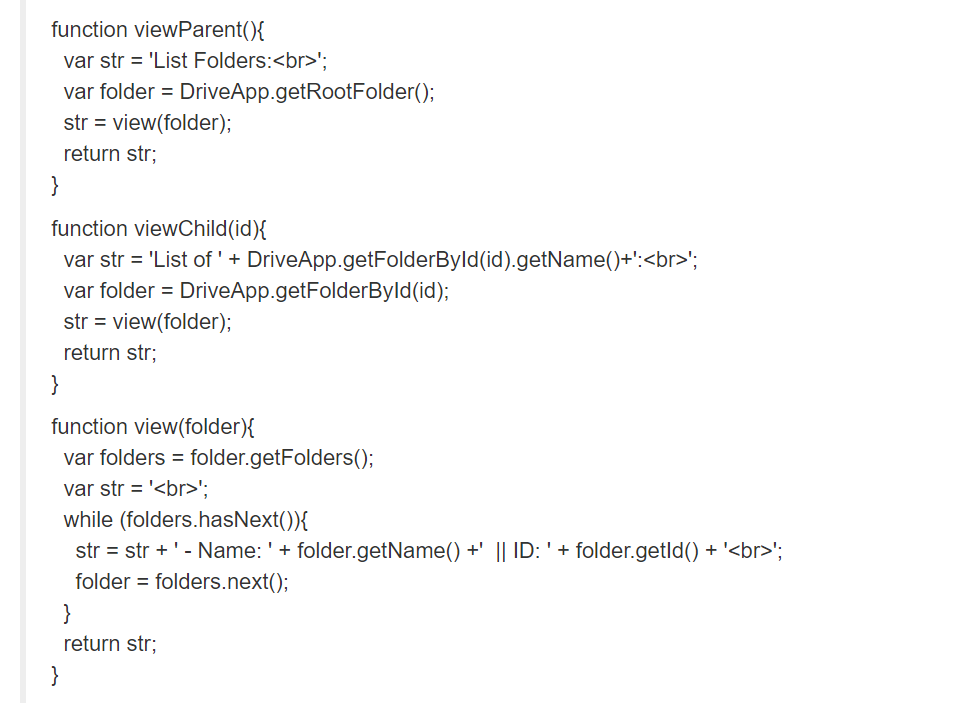 function viewParent(){
var str = 'List Folders:<br>';
var folder = DriveApp.getRootFolder();
str = view(folder);
return str;
}
function viewChild(id){
var str = 'List of ' + DriveApp.getFolderById(id).getName()+':<br>';
var folder = DriveApp.getFolderById(id);
str = view(folder);
return str;
}
function view(folder){
var folders = folder.getFolders();
var str = '<br>';
while (folders.hasNext()){
str = str + ' - Name: ' + folder.getName() +'  || ID: ' + folder.getId() + '<br>';
folder = folders.next();
}
return str;
}